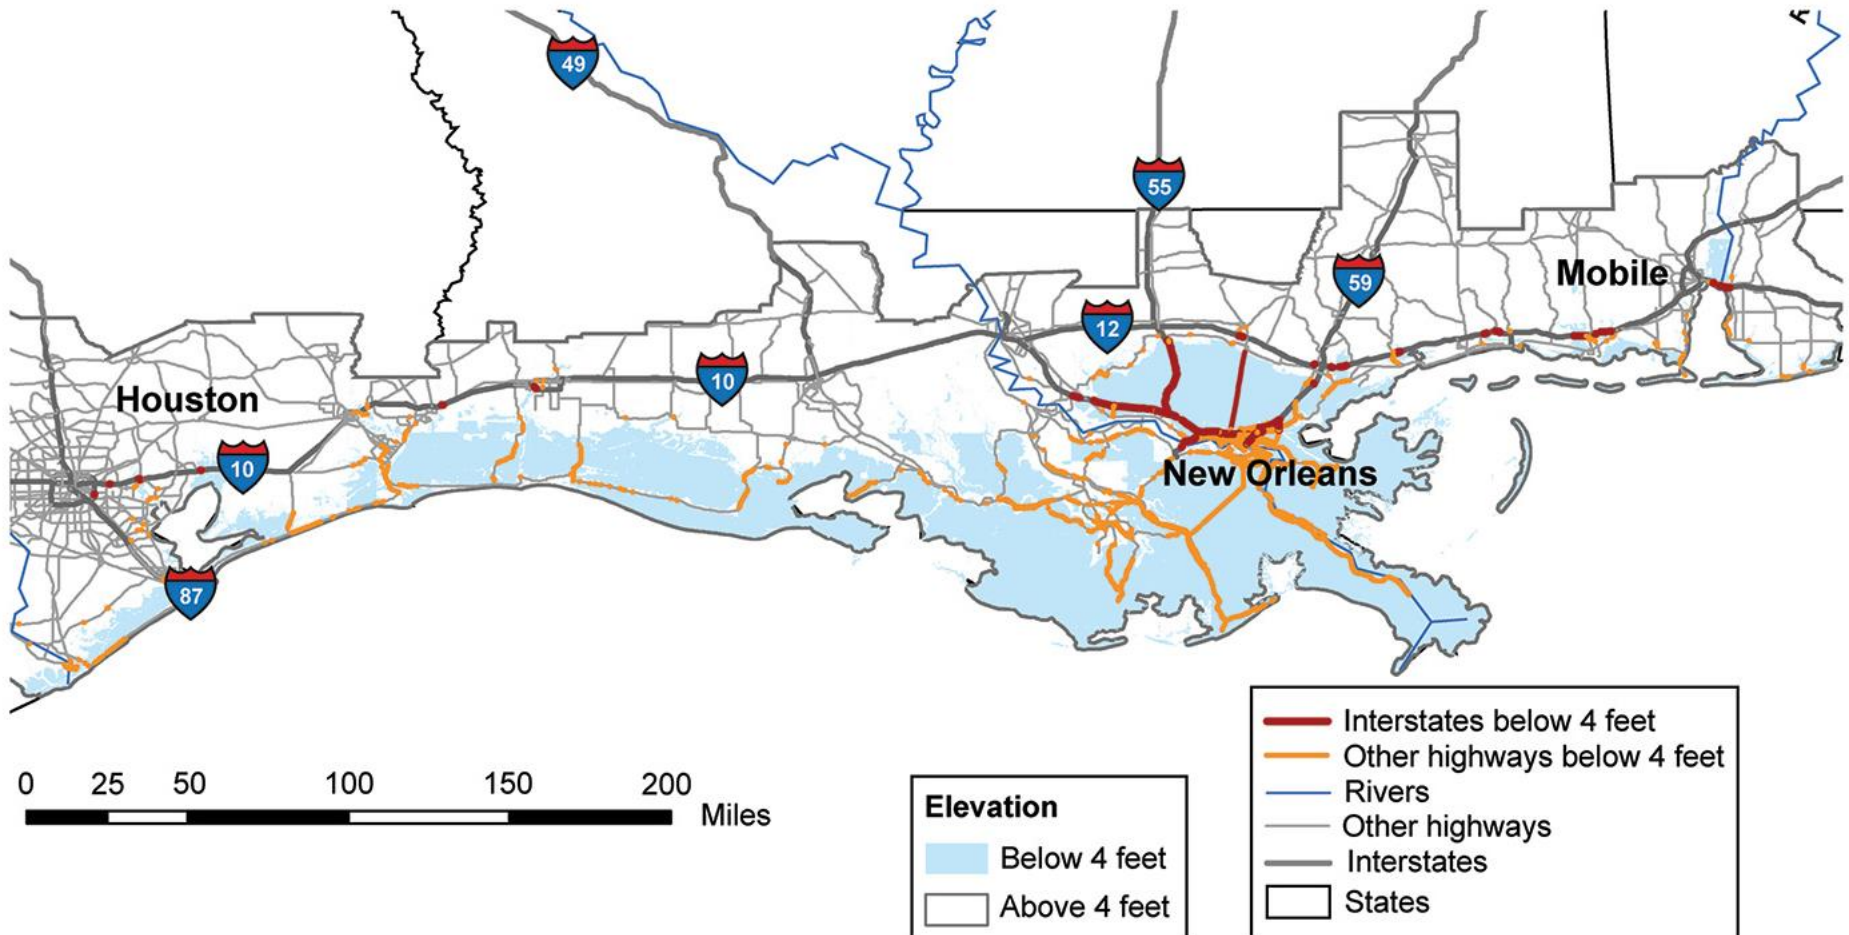 49
55
Mobile
59
12
10
Houston
10
New Orleans
87
Interstates below 4 feet
Other highways below 4 feet
Rivers
Other highways
Interstates
States
0 25 50 100 150 200
Miles
Elevation
Below 4 feet
Above 4 feet